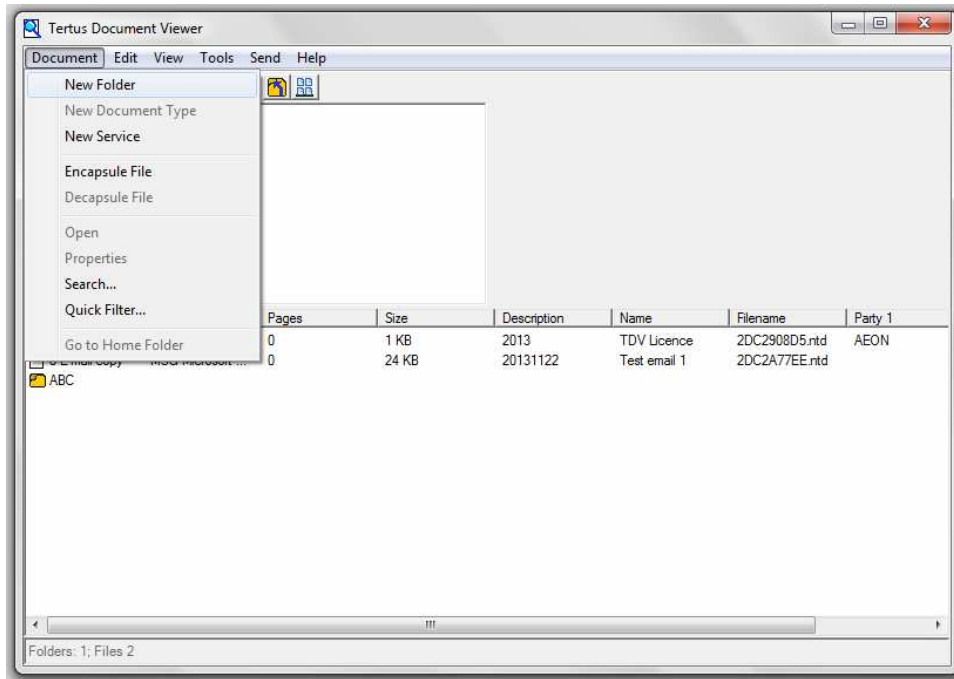 Tertus Document Viewer
Document Edit View Tools Send Help
New Folder
New Document Type
New Service
Encapsule File
Decapsule File
Open
Properties
Search...
Quick Filter...
Go to Home Folder
Pages Size Description Name Filename Party 1
0 1 KB 2013 TDV Licence 2DC2908D5.ntd AEON
0 24 KB 20131122 Test email 1 2DC2A77EE.ntd
ABC
Folders: 1; Files 2